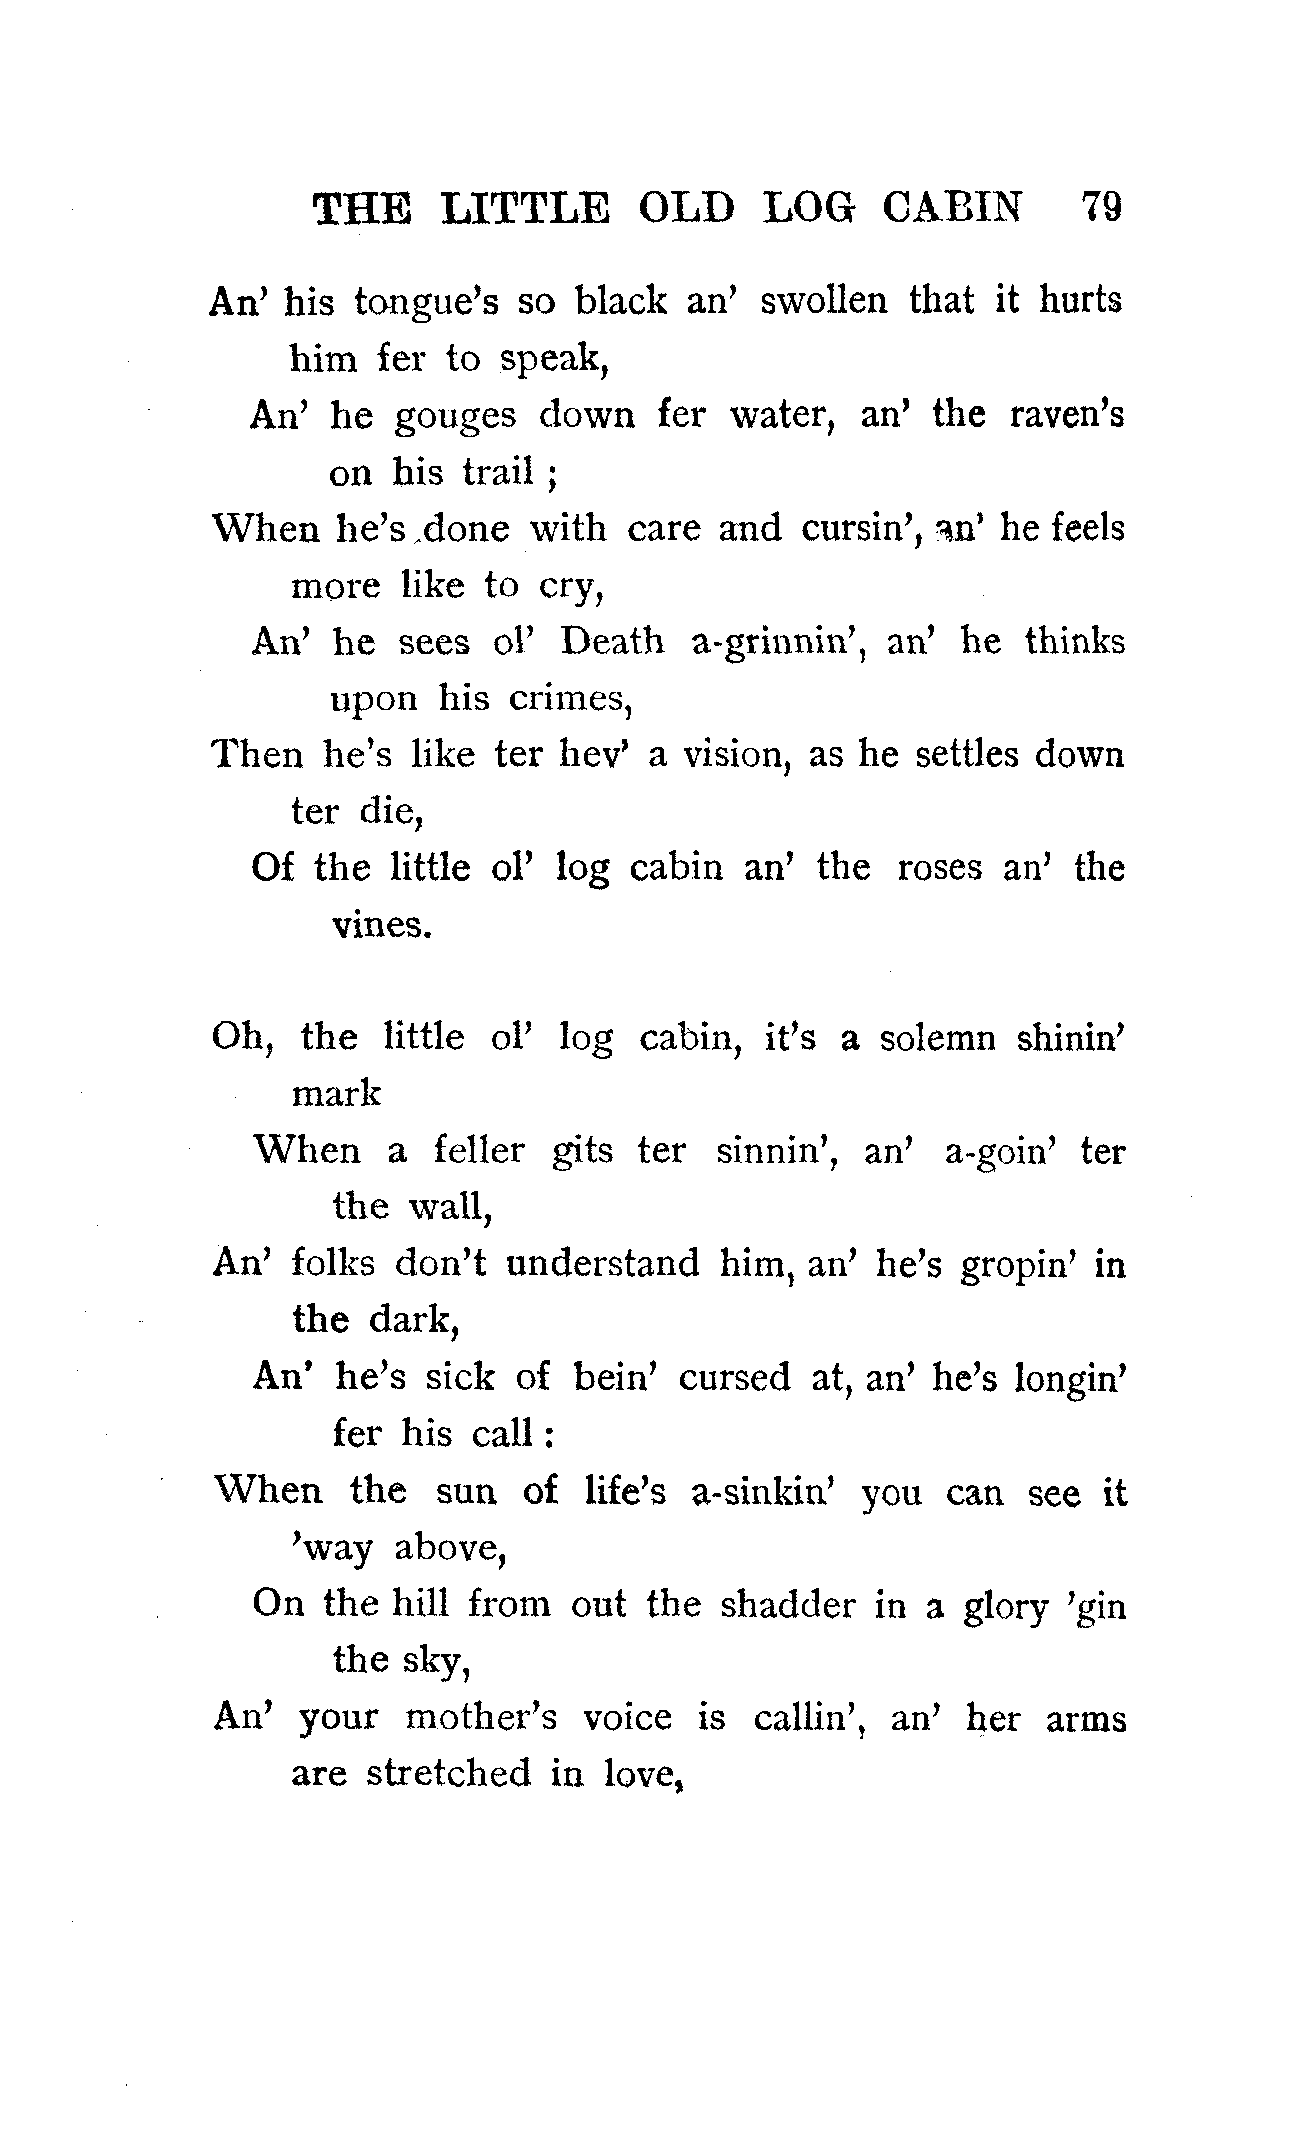 THE LITTLE OLD LOG CABIN 79
An' his tongue's so black an' swollen that it hurts
him fer to speak,
An' he gouges down fer water, an' the raven's
on his trail ;
When he's done with care and cursin', an' he feels
more like to cry,
An' he sees ol' Death a-grinnin', an' he thinks
upon his crimes,
Then he's like ter hev' a vision, as he settles down
ter die,
Of the little ol' log cabin an' the roses an' the
vines.
Oh, the little ol' log cabin, it's a solemn shinin'
mark
When a feller gits ter sinnin', an' a-goin' ter
the wall,
An' folks don't understand him, an' he's gropin' in
the dark,
An' he's sick of bein' cursed at, an' he's longin'
fer his call :
When the sun of life's a-sinkin' you can see it
'way above,
On the hill from out the shadder in a glory 'gin
the sky,
An' your mother's voice is callin', an' her arms
are stretched in love,